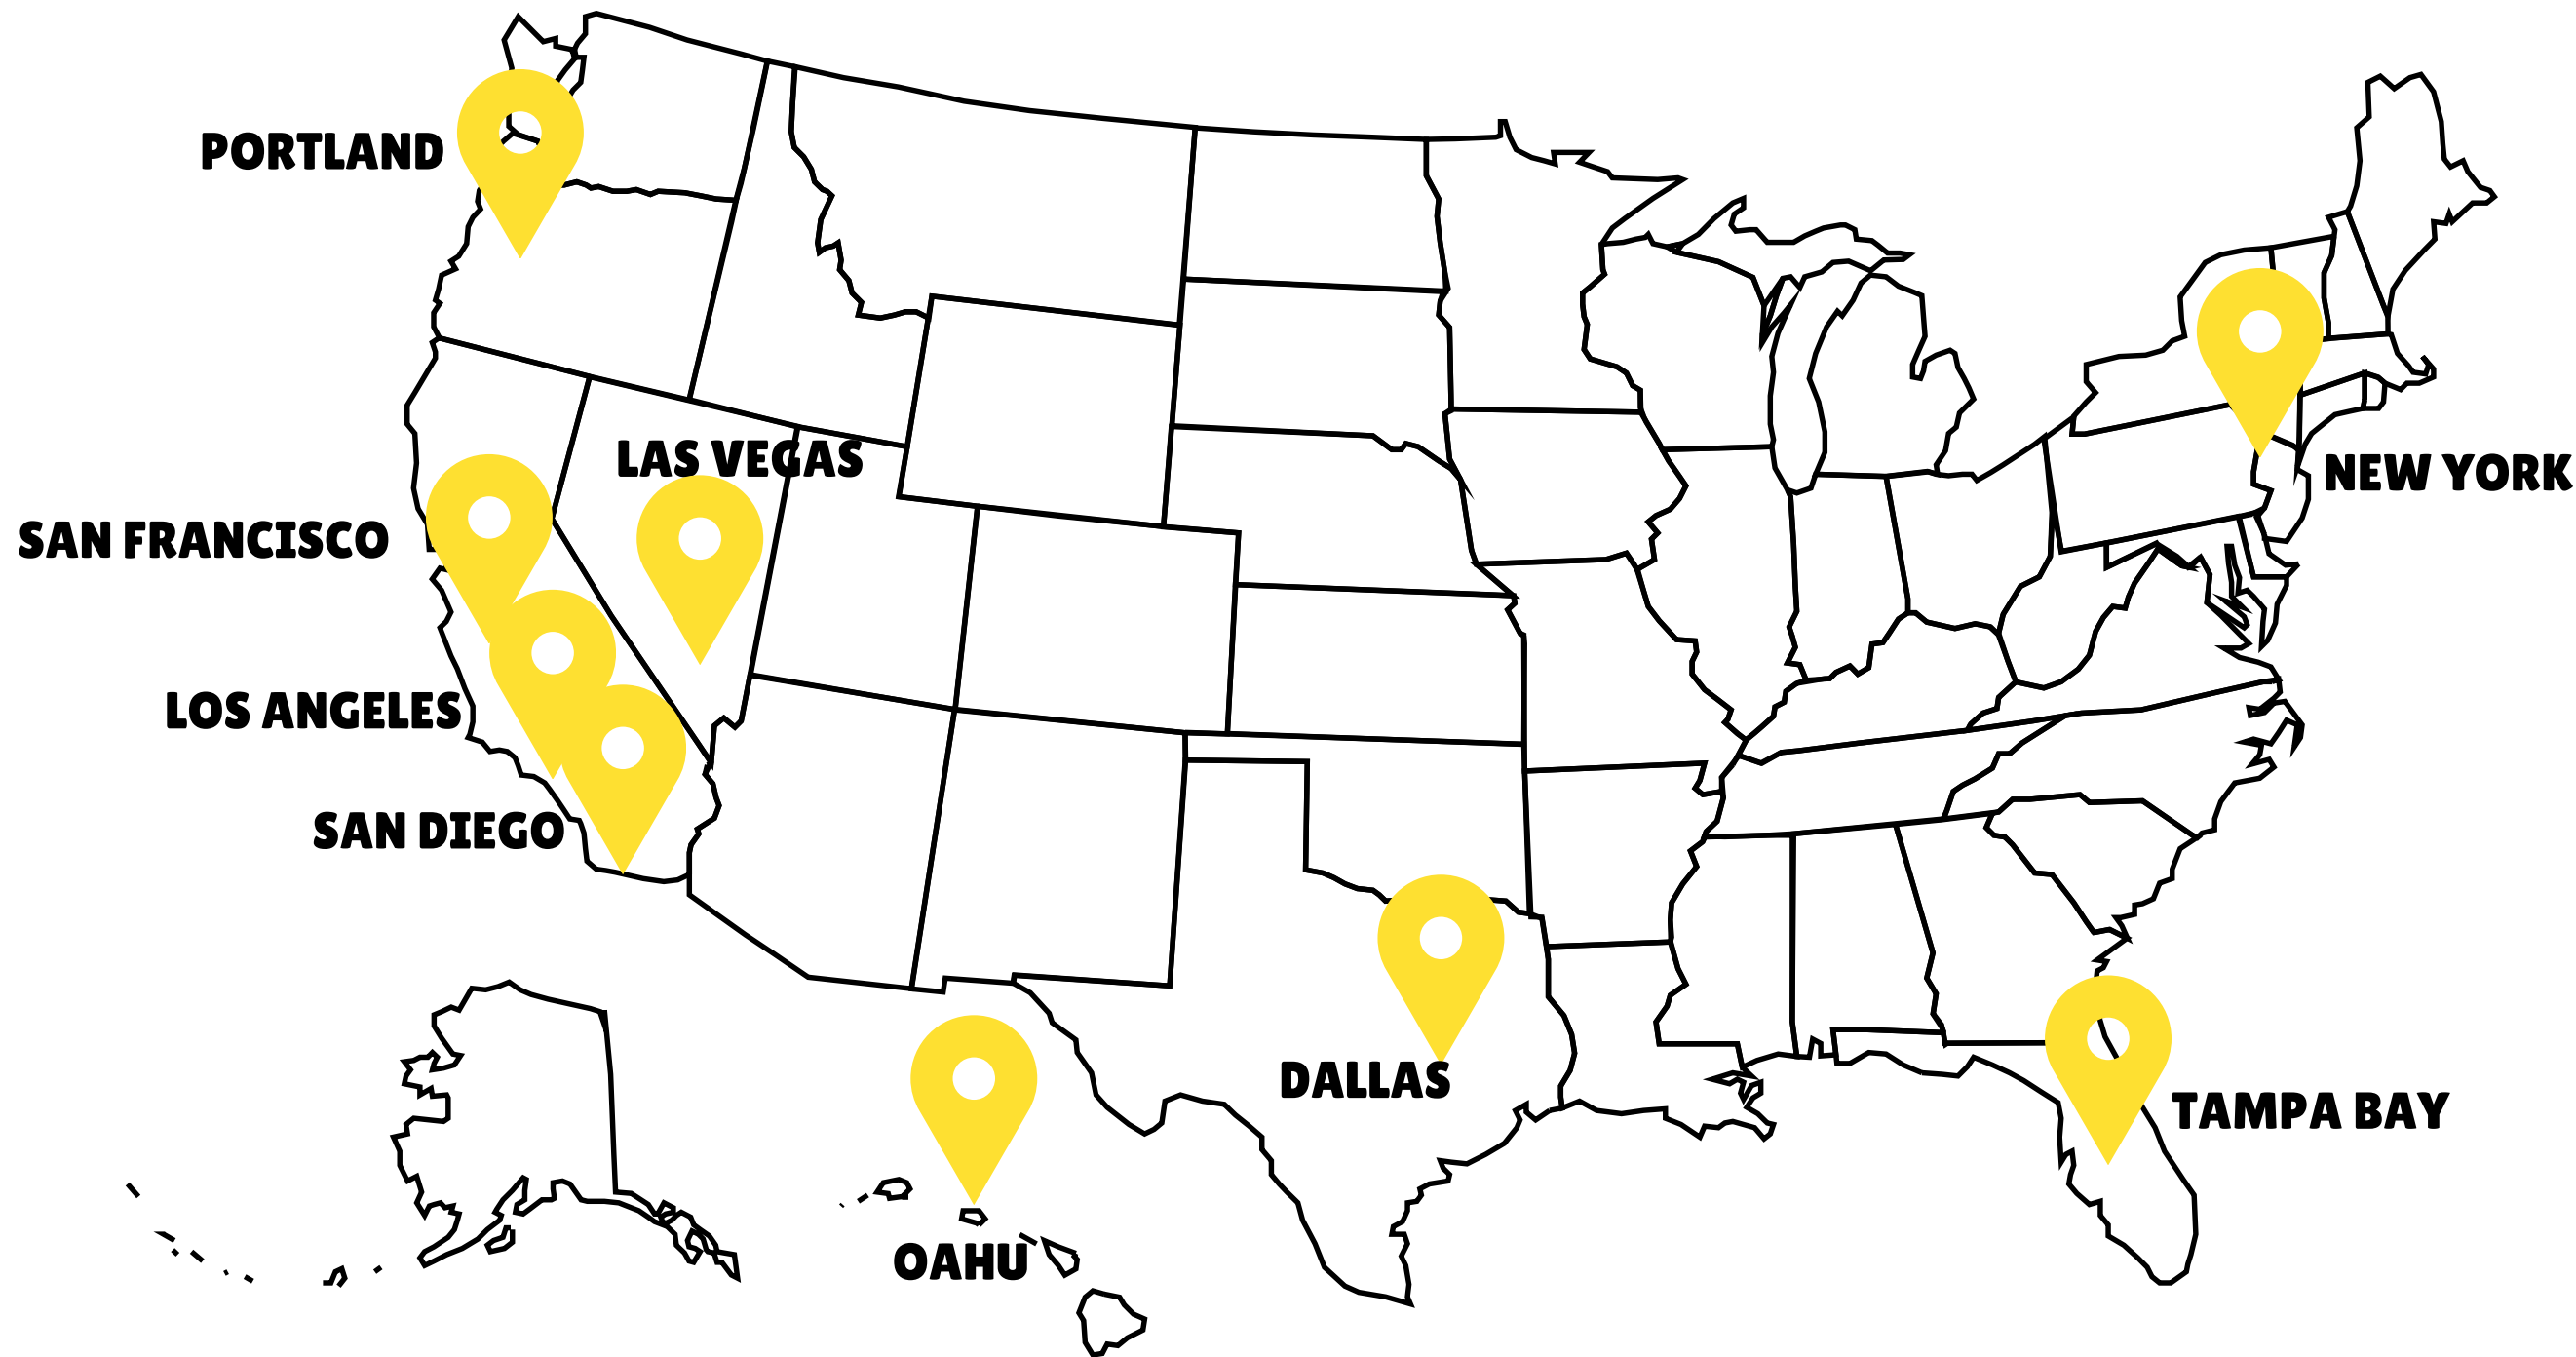 PORTLAND
LAS VEGAS
NEW YORK
SAN FRANCISCO
LOS ANGELES
SAN DIEGO
DALLAS
TAMPA BAY
OAHU